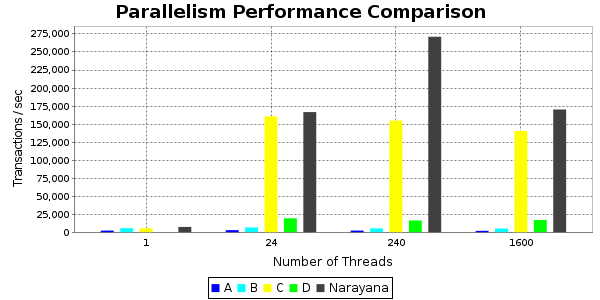 Parallelism Performance Comparison
Transactions / sec
275,000
250,000
225,000
200,000
175,000
150,000
125,000
100,000
75,000
50,000
25,000
0
1 24 240 1600
Number of Threads
A B C D Narayana